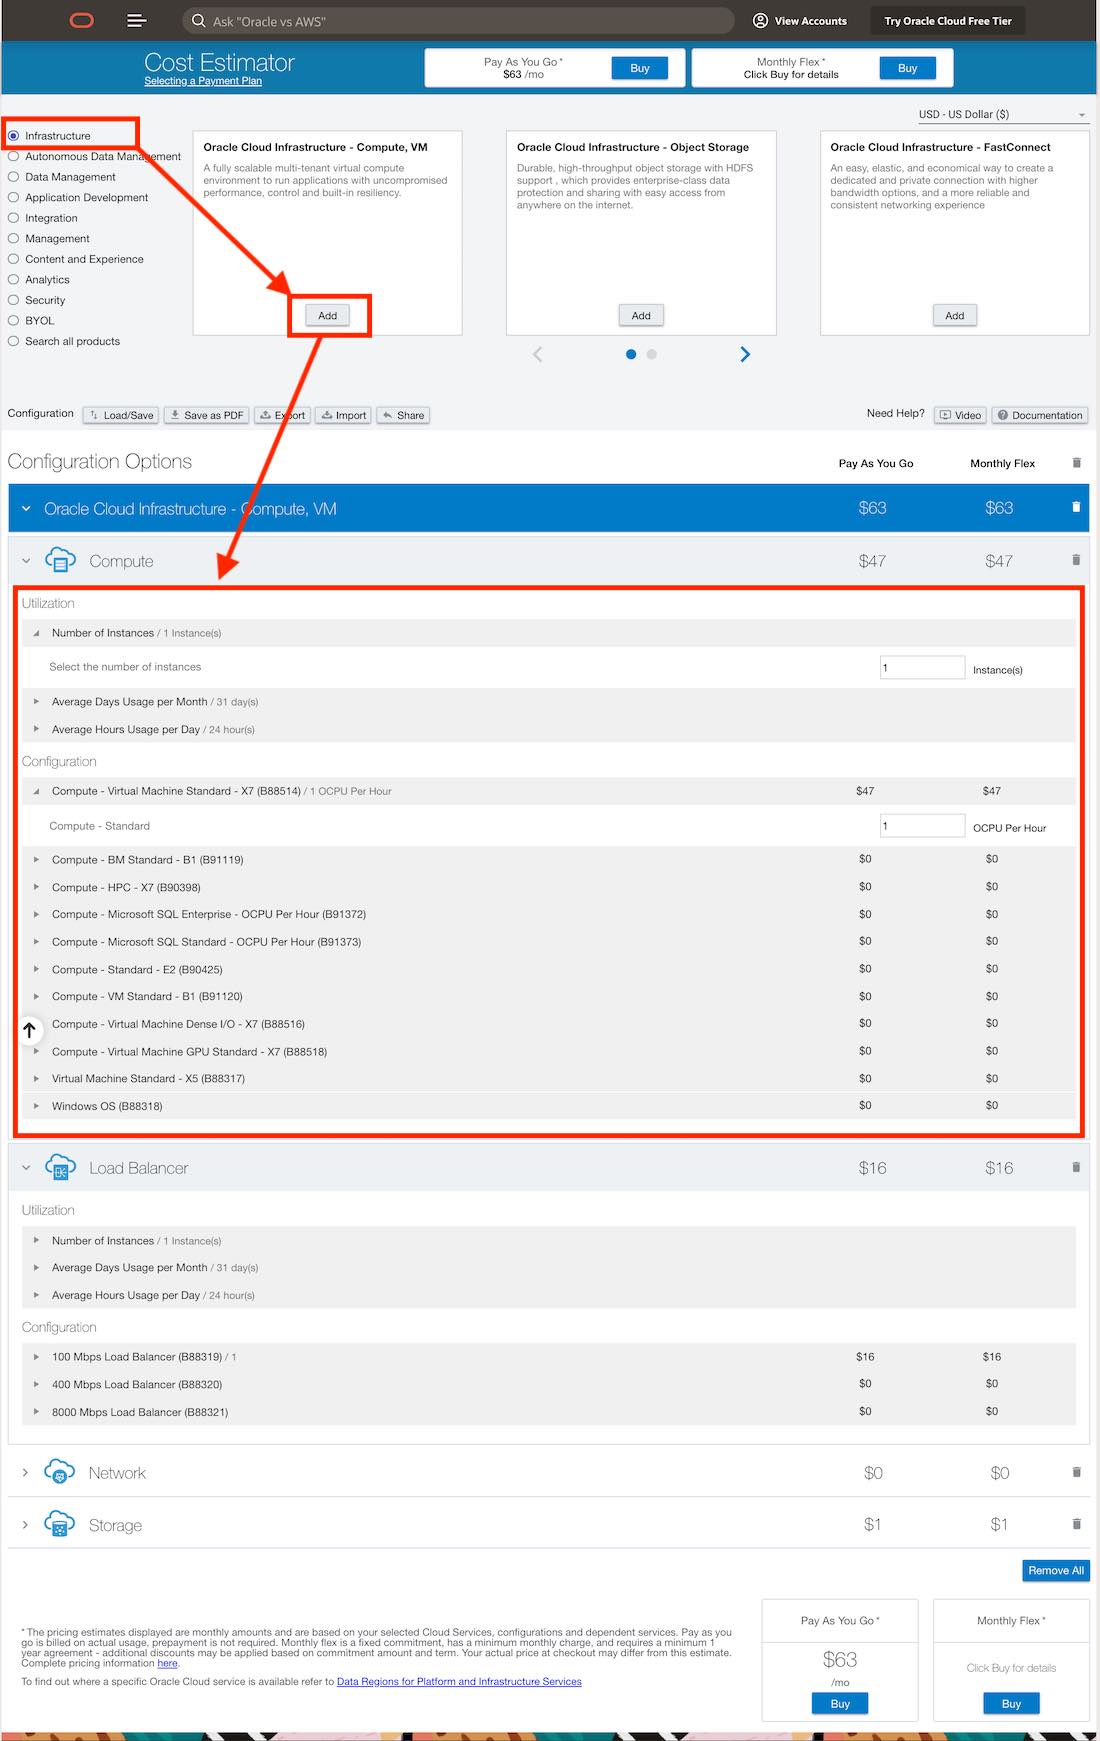 Ask "Oracle vs AWS"
View Accounts
Try Oracle Cloud Free Tier
Cost Estimator
Selecting a Payment Plan
Pay As You Go *
$63 /mo
Buy
Monthly Flex *
Click Buy for details
Buy
USD - US Dollar ($)
Infrastructure
Autonomous Data Management
Data Management
Application Development
Integration
Management
Content and Experience
Analytics
Security
BYOL
Search all products
Oracle Cloud Infrastructure - Compute, VM
A fully scalable multi-tenant virtual compute
environment to run applications with uncompromised
performance, control and built-in resiliency.
Add
Oracle Cloud Infrastructure - Object Storage
Durable, high-throughput object storage with HDFS
support , which provides enterprise-class data
protection and sharing with easy access from
anywhere on the internet.
Add
Oracle Cloud Infrastructure - FastConnect
An easy, elastic, and economical way to create a
dedicated and private connection with higher
bandwidth options, and a more reliable and
consistent networking experience
Add
Configuration Load/Save Save as PDF Export Import Share
Need Help? Video Documentation
Configuration Options Pay As You Go Monthly Flex
Oracle Cloud Infrastructure - Compute, VM $63 $63
Compute $47 $47
Utilization
Number of Instances / 1 Instance(s)
Select the number of instances 1 Instance(s)
Average Days Usage per Month / 31 day(s)
Average Hours Usage per Day / 24 hour(s)
Configuration
Compute - Virtual Machine Standard - X7 (B88514) / 1 OCPU Per Hour $47 $47
Compute - Standard 1 OCPU Per Hour
Compute - BM Standard - B1 (B91119) $0 $0
Compute - HPC - X7 (B90398) $0 $0
Compute - Microsoft SQL Enterprise - OCPU Per Hour (B91372) $0 $0
Compute - Microsoft SQL Standard - OCPU Per Hour (B91373) $0 $0
Compute - Standard - E2 (B90425) $0 $0
Compute - VM Standard - B1 (B91120) $0 $0
Compute - Virtual Machine Dense I/O - X7 (B88516) $0 $0
Compute - Virtual Machine GPU Standard - X7 (B88518) $0 $0
Virtual Machine Standard - X5 (B88317) $0 $0
Windows OS (B88318) $0 $0
Load Balancer $16 $16
Utilization
Number of Instances / 1 Instance(s)
Average Days Usage per Month / 31 day(s)
Average Hours Usage per Day / 24 hour(s)
Configuration
100 Mbps Load Balancer (B88319) / 1 $16 $16
400 Mbps Load Balancer (B88320) $0 $0
8000 Mbps Load Balancer (B88321) $0 $0
Network $0 $0
Storage $1 $1
Remove All
* The pricing estimates displayed are monthly amounts and are based on your selected Cloud Services, configurations and dependent services. Pay as you
go is billed on actual usage, prepayment is not required. Monthly flex is a fixed commitment, has a minimum monthly charge, and requires a minimum 1
year agreement - additional discounts may be applied based on commitment amount and term. Your actual price at checkout may differ from this estimate.
Complete pricing information here.
To find out where a specific Oracle Cloud service is available refer to Data Regions for Platform and Infrastructure Services
Pay As You Go *
$63
/mo
Buy
Monthly Flex *
Click Buy for details
Buy